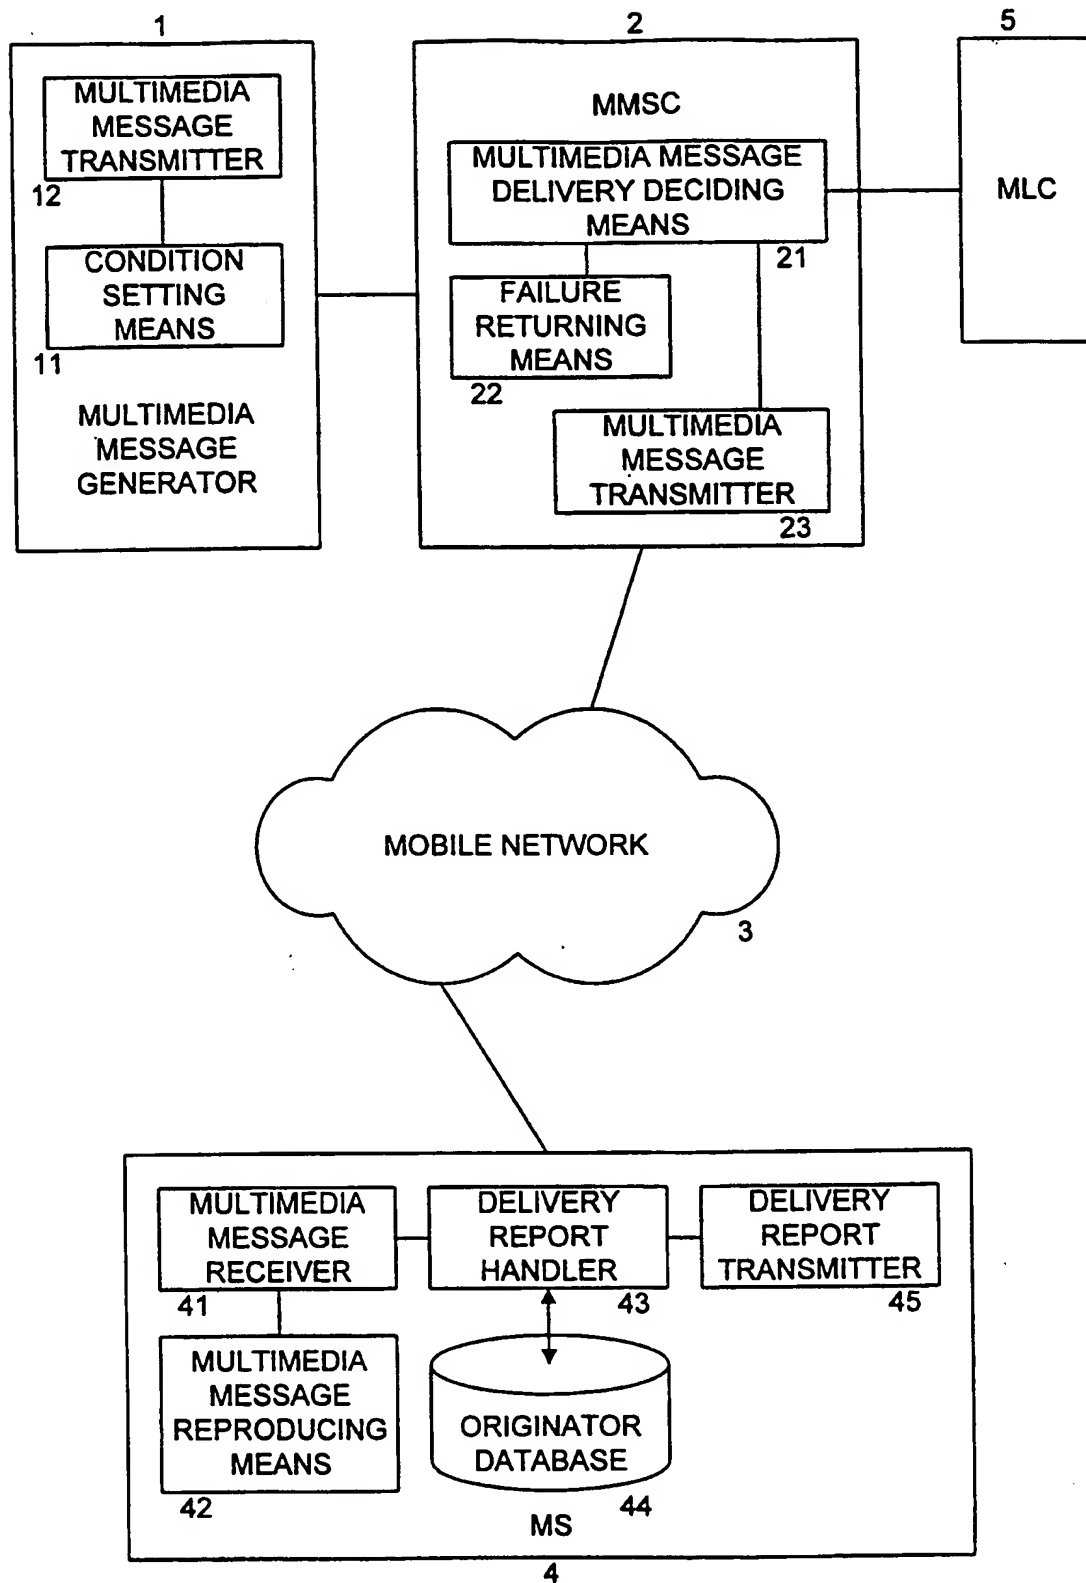 1
2
5
MULTIMEDIA
MESSAGE
TRANSMITTER
12
CONDITION
SETTING
MEANS
11
MULTIMEDIA
MESSAGE
GENERATOR
MMSC
MULTIMEDIA MESSAGE
DELIVERY DECIDING
MEANS
21
FAILURE
RETURNING
MEANS
22
MULTIMEDIA
MESSAGE
TRANSMITTER
23
MLC
MOBILE NETWORK
3
MULTIMEDIA
MESSAGE
RECEIVER
41
DELIVERY
REPORT
HANDLER
43
DELIVERY
REPORT
TRANSMITTER
45
MULTIMEDIA
MESSAGE
REPRODUCING
MEANS
42
ORIGINATOR
DATABASE
44
MS
4